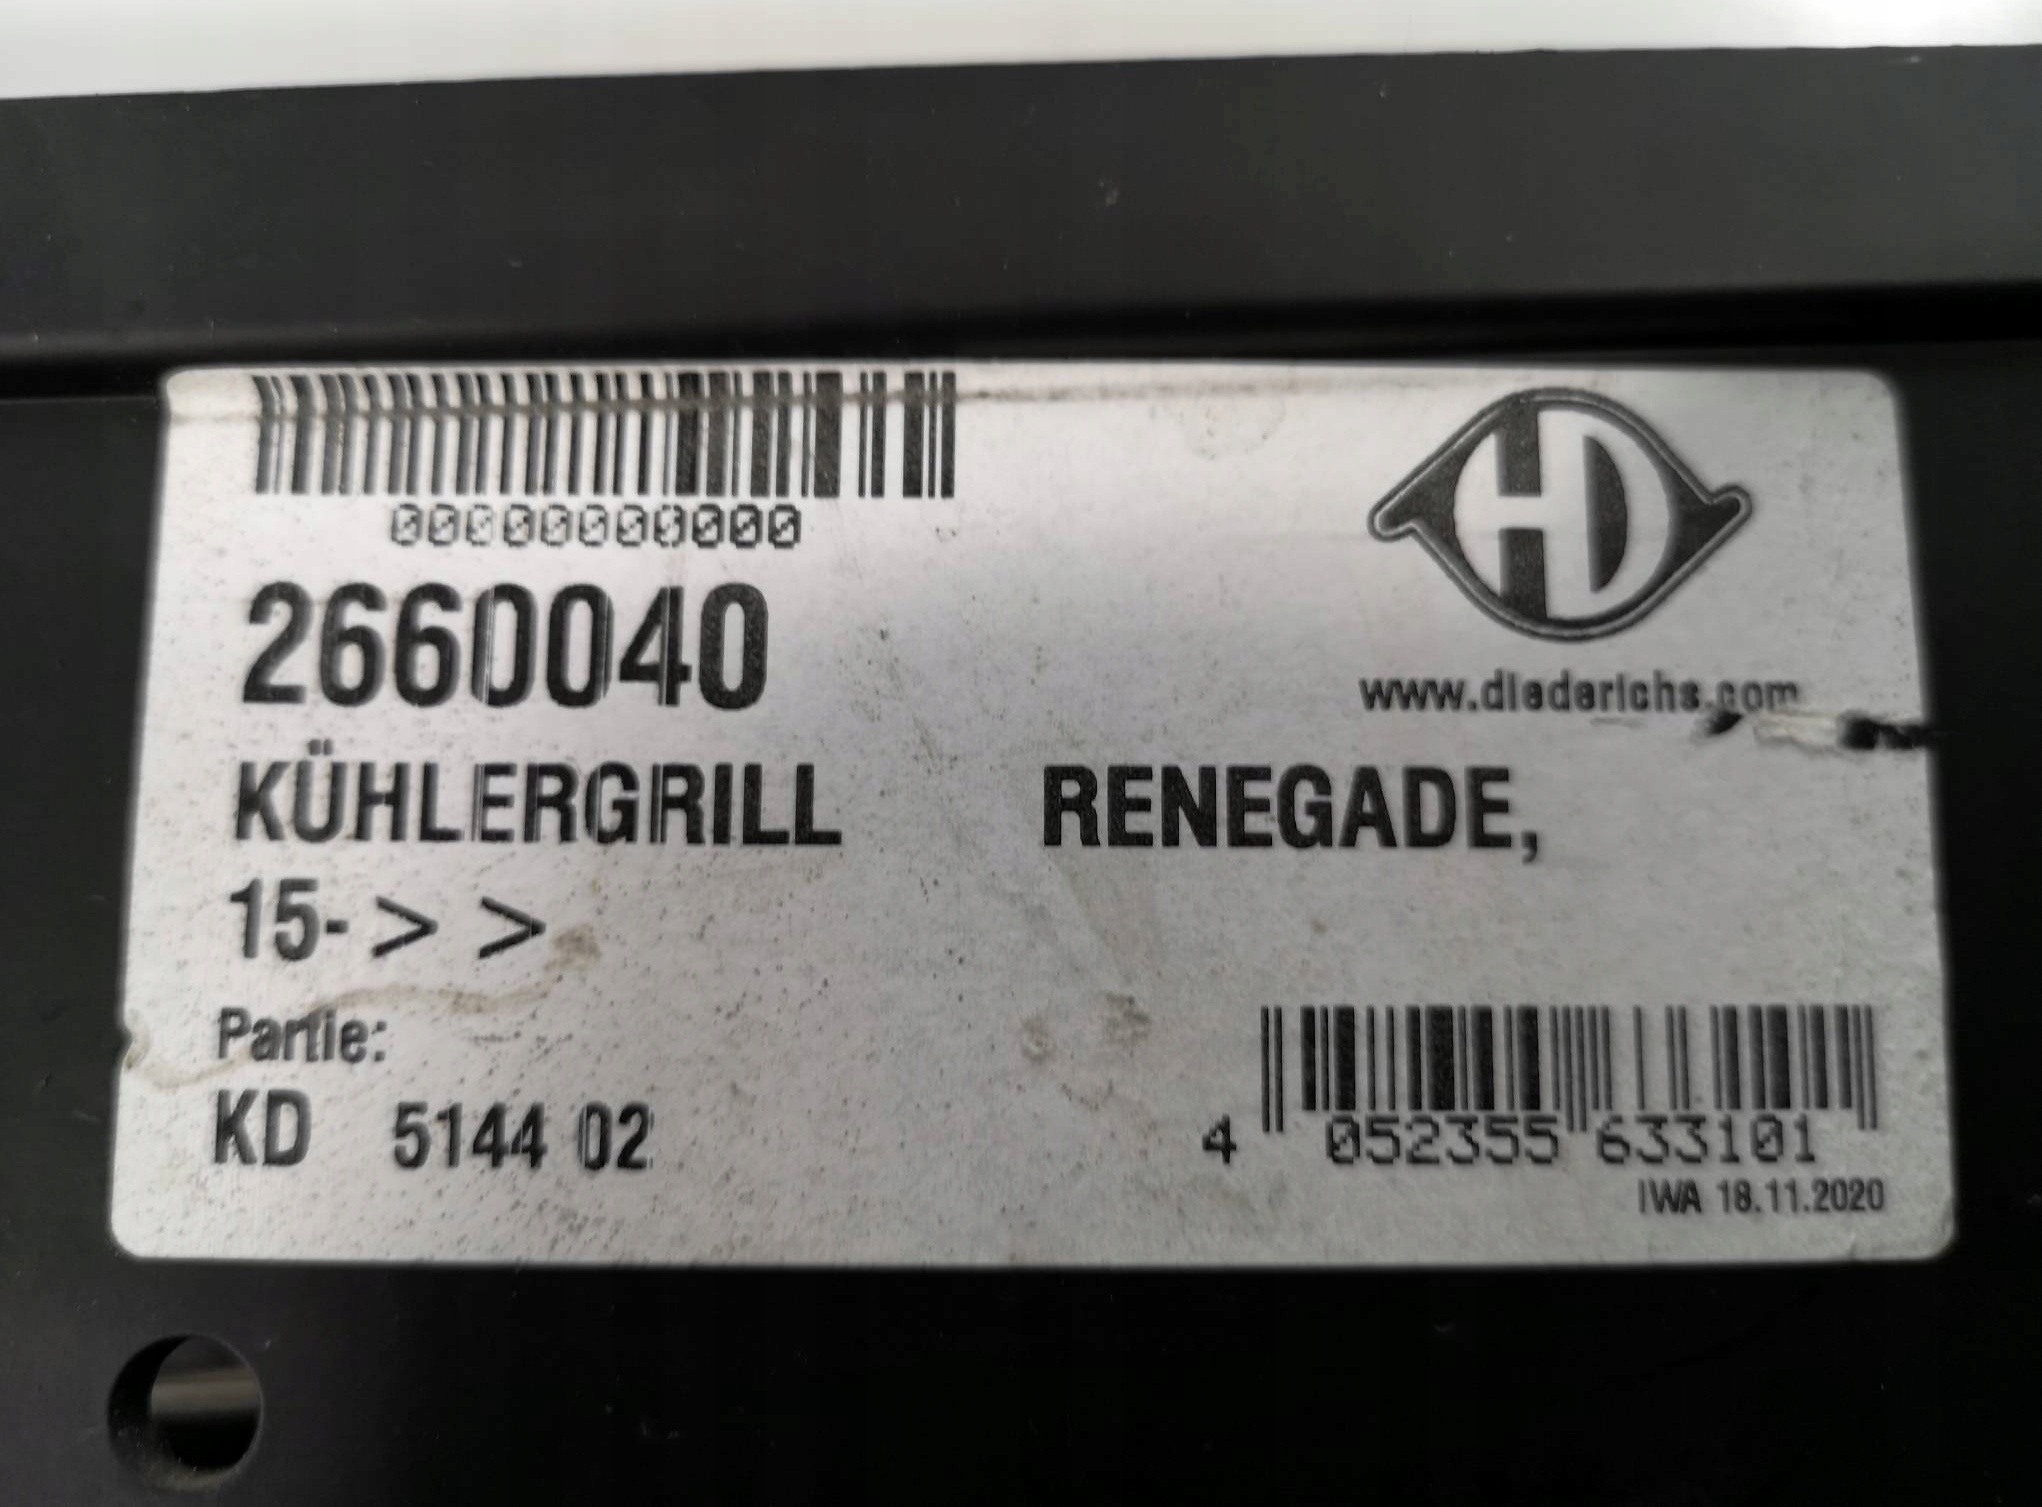 00000000000
2660040
HD
www.diederichs.com
KÜHLERGRILL RENEGADE,
15-> >
Partie:
KD 5144 02
4 052355 633101
IWA 18.11.2020